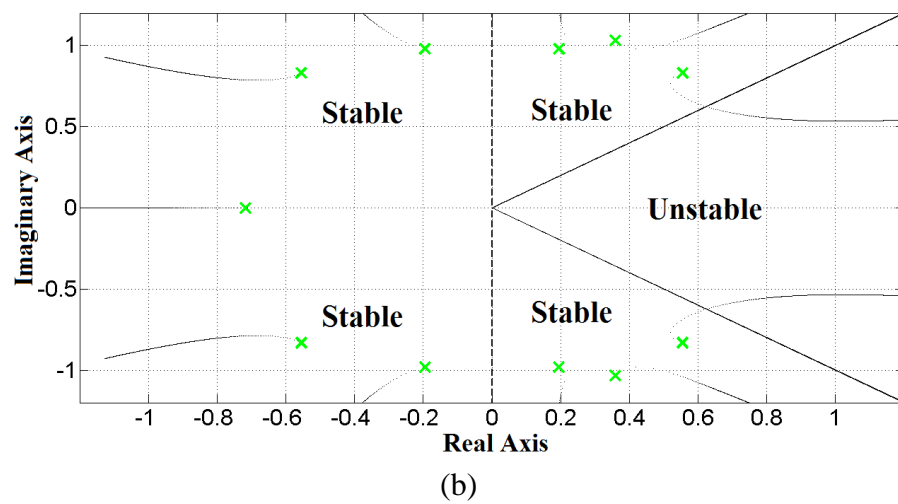 1
0.5
0
-0.5
-1
Imaginary Axis
Stable
Stable
Unstable
Stable
Stable
-1 -0.8 -0.6 -0.4 -0.2 0 0.2 0.4 0.6 0.8 1
Real Axis
(b)